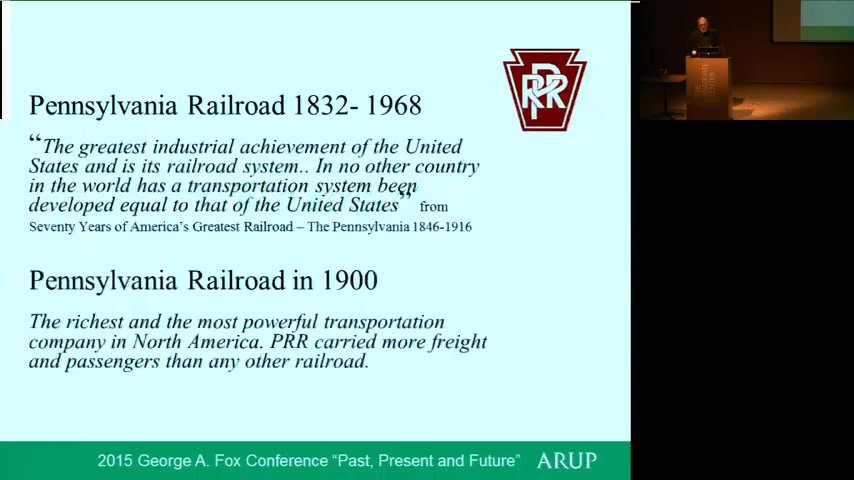 Pennsylvania Railroad 1832- 1968
PRR
“The greatest industrial achievement of the United
States and is its railroad system.. In no other country
in the world has a transportation system been
developed equal to that of the United States” from
Seventy Years of America's Greatest Railroad – The Pennsylvania 1846-1916
Pennsylvania Railroad in 1900
The richest and the most powerful transportation
company in North America. PRR carried more freight
and passengers than any other railroad.
2015 George A. Fox Conference “Past, Present and Future” ARUP
THE
GRADUATE
CENTER